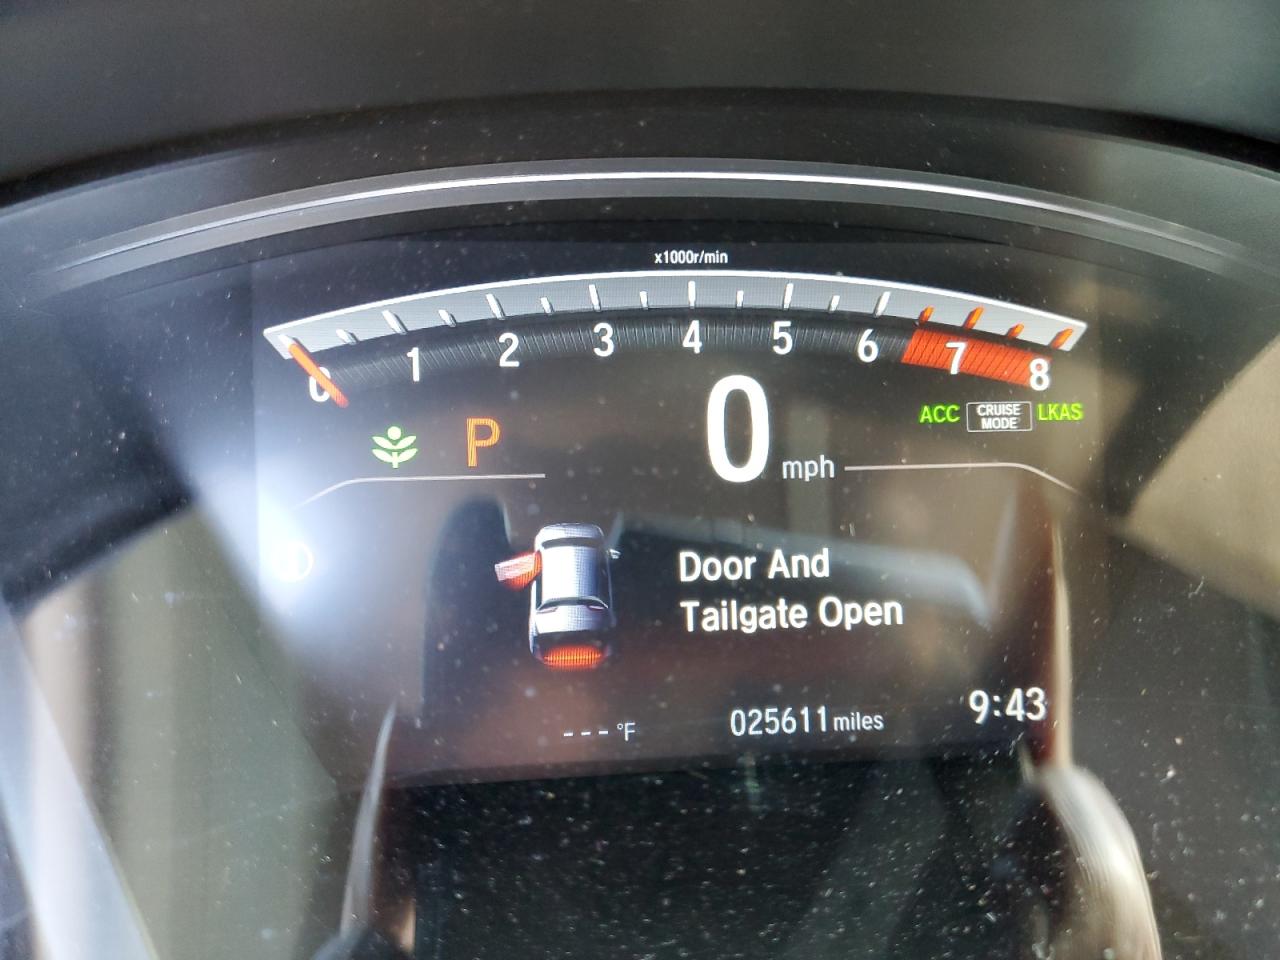 x1000r/min
0 1 2 3 4 5 6 7 8
P
0 mph
ACC CRUISE LKAS
MODE
Door And
Tailgate Open
---°F
025611 miles
9:43